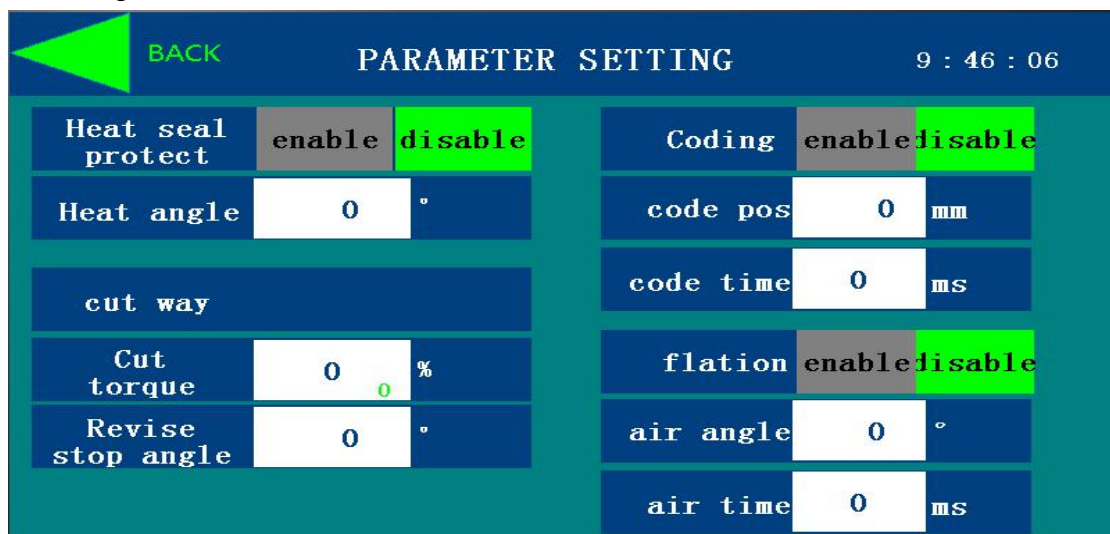 BACK
PARAMETER SETTING
9 : 46 : 06
Heat seal
protect
enable
disable
Heat angle
0 °
cut way
Cut
torque
0 0 %
Revise
stop angle
0 °
Coding
enable
disable
code pos
0 mm
code time
0 ms
flation
enable
disable
air angle
0 °
air time
0 ms